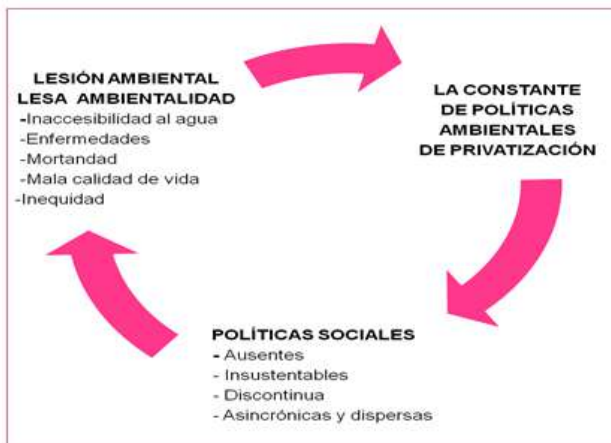 LESIÓN AMBIENTAL
LESA AMBIENTALIDAD
-Inaccesibilidad al agua
-Enfermedades
-Mortandad
-Mala calidad de vida
-Inequidad
LA CONSTANTE
DE POLÍTICAS
AMBIENTALES
DE PRIVATIZACIÓN
POLÍTICAS SOCIALES
- Ausentes
- Insustentables
- Discontinua
- Asincrónicas y dispersas